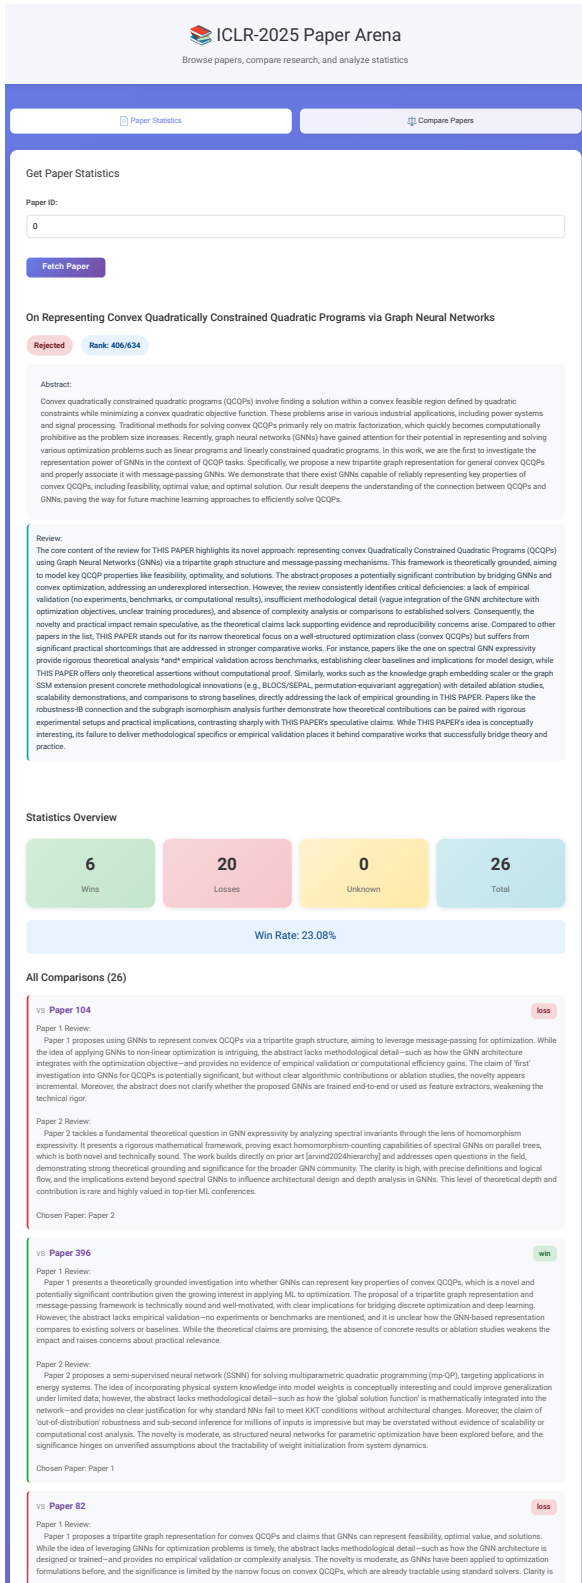 📚 ICLR-2025 Paper Arena
Browse papers, compare research, and analyze statistics
📄 Paper Statistics
⚖️ Compare Papers
Get Paper Statistics
Paper ID:
0
Fetch Paper
On Representing Convex Quadratically Constrained Quadratic Programs via Graph Neural Networks
Rejected
Rank: 406/634
Abstract:
Convex quadratically constrained quadratic programs (QCQPs) involve finding a solution within a convex feasible region defined by quadratic
constraints while minimizing a convex quadratic objective function. These problems arise in various industrial applications, including power systems
and signal processing. Traditional methods for solving convex QCQPs primarily rely on matrix factorization, which quickly becomes computationally
prohibitive as the problem size increases. Recently, graph neural networks (GNNs) have gained attention for their potential in representing and solving
various optimization problems such as linear programs and linearly constrained quadratic programs. In this work, we are the first to investigate the
representation power of GNNs in the context of QCQP tasks. Specifically, we propose a new tripartite graph representation for general convex QCQPs
and properly associate it with message-passing GNNs. We demonstrate that there exist GNNs capable of reliably representing key properties of
convex QCQPs, including feasibility, optimal value, and optimal solution. Our result deepens the understanding of the connection between QCQPs and
GNNs, paving the way for future machine learning approaches to efficiently solve QCQPs.
Review:
The core content of the review for THIS PAPER highlights its novel approach: representing convex Quadratically Constrained Quadratic Programs (QCQPs)
using Graph Neural Networks (GNNs) via a tripartite graph structure and message-passing mechanisms. This framework is theoretically grounded, aiming
to model key QCQP properties like feasibility, optimality, and solutions. The abstract proposes a potentially significant contribution by bridging GNNs and
convex optimization, addressing an underexplored intersection. However, the review consistently identifies critical deficiencies: a lack of empirical
validation (no experiments, benchmarks, or computational results), insufficient methodological detail (vague integration of the GNN architecture with
optimization objectives, unclear training procedures), and absence of complexity analysis or comparisons to established solvers. Consequently, the
novelty and practical impact remain speculative, as the theoretical claims lack supporting evidence and reproducibility concerns arise. Compared to other
papers in the list, THIS PAPER stands out for its narrow theoretical focus on a well-structured optimization class (convex QCQPs) but suffers from
significant practical shortcomings that are addressed in stronger comparative works. For instance, papers like the one on spectral GNN expressivity
provide rigorous theoretical analysis *and* empirical validation across benchmarks, establishing clear baselines and implications for model design, while
THIS PAPER offers only theoretical assertions without computational proof. Similarly, works such as the knowledge graph embedding scaler or the graph
SSM extension present concrete methodological innovations (e.g., BLOCS/SEPAL, permutation-equivariant aggregation) with detailed ablation studies,
scalability demonstrations, and comparisons to strong baselines, directly addressing the lack of empirical grounding in THIS PAPER. Papers like the
robustness-IB connection and the subgraph isomorphism analysis further demonstrate how theoretical contributions can be paired with rigorous
experimental setups and practical implications, contrasting sharply with THIS PAPER's speculative claims. While THIS PAPER's idea is conceptually
interesting, its failure to deliver methodological specifics or empirical validation places it behind comparative works that successfully bridge theory and
practice.
Statistics Overview
6
Wins
20
Losses
0
Unknown
26
Total
Win Rate: 23.08%
All Comparisons (26)
vs Paper 104
loss
Paper 1 Review:
Paper 1 proposes using GNNs to represent convex QCQPs via a tripartite graph structure, aiming to leverage message-passing for optimization. While
the idea of applying GNNs to non-linear optimization is intriguing, the abstract lacks methodological detail—such as how the GNN architecture
integrates with the optimization objective—and provides no evidence of empirical validation or computational efficiency gains. The claim of 'first'
investigation into GNNs for QCQPs is potentially significant, but without clear algorithmic contributions or ablation studies, the novelty appears
incremental. Moreover, the abstract does not clarify whether the proposed GNNs are trained end-to-end or used as feature extractors, weakening the
technical rigor.
Paper 2 Review:
Paper 2 tackles a fundamental theoretical question in GNN expressivity by analyzing spectral invariants through the lens of homomorphism
expressivity. It presents a rigorous mathematical framework, proving exact homomorphism-counting capabilities of spectral GNNs on parallel trees,
which is both novel and technically sound. The work builds directly on prior art [arvind2024hierarchy] and addresses open questions in the field,
demonstrating strong theoretical grounding and significance for the broader GNN community. The clarity is high, with precise definitions and logical
flow, and the implications extend beyond spectral GNNs to influence architectural design and depth analysis in GNNs. This level of theoretical depth and
contribution is rare and highly valued in top-tier ML conferences.
Chosen Paper: Paper 2
vs Paper 396
win
Paper 1 Review:
Paper 1 presents a theoretically grounded investigation into whether GNNs can represent key properties of convex QCQPs, which is a novel and
potentially significant contribution given the growing interest in applying ML to optimization. The proposal of a tripartite graph representation and
message-passing framework is technically sound and well-motivated, with clear implications for bridging discrete optimization and deep learning.
However, the abstract lacks empirical validation—no experiments or benchmarks are mentioned, and it is unclear how the GNN-based representation
compares to existing solvers or baselines. While the theoretical claims are promising, the absence of concrete results or ablation studies weakens the
impact and raises concerns about practical relevance.
Paper 2 Review:
Paper 2 proposes a semi-supervised neural network (SSNN) for solving multiparametric quadratic programming (mp-QP), targeting applications in
energy systems. The idea of incorporating physical system knowledge into model weights is conceptually interesting and could improve generalization
under limited data; however, the abstract lacks methodological detail—such as how the 'global solution function' is mathematically integrated into the
network—and provides no clear justification for why standard NNs fail to meet KKT conditions without architectural changes. Moreover, the claim of
'out-of-distribution' robustness and sub-second inference for millions of inputs is impressive but may be overstated without evidence of scalability or
computational cost analysis. The novelty is moderate, as structured neural networks for parametric optimization have been explored before, and the
significance hinges on unverified assumptions about the tractability of weight initialization from system dynamics.
Chosen Paper: Paper 1
vs Paper 82
loss
Paper 1 Review:
Paper 1 proposes a tripartite graph representation for convex QCQPs and claims that GNNs can represent feasibility, optimal value, and solutions.
While the idea of leveraging GNNs for optimization problems is timely, the abstract lacks methodological detail—such as how the GNN architecture is
designed or trained—and provides no empirical validation or complexity analysis. The novelty is moderate, as GNNs have been applied to optimization
formulations before, and the significance is limited by the narrow focus on convex QCQPs, which are already tractable using standard solvers. Clarity is